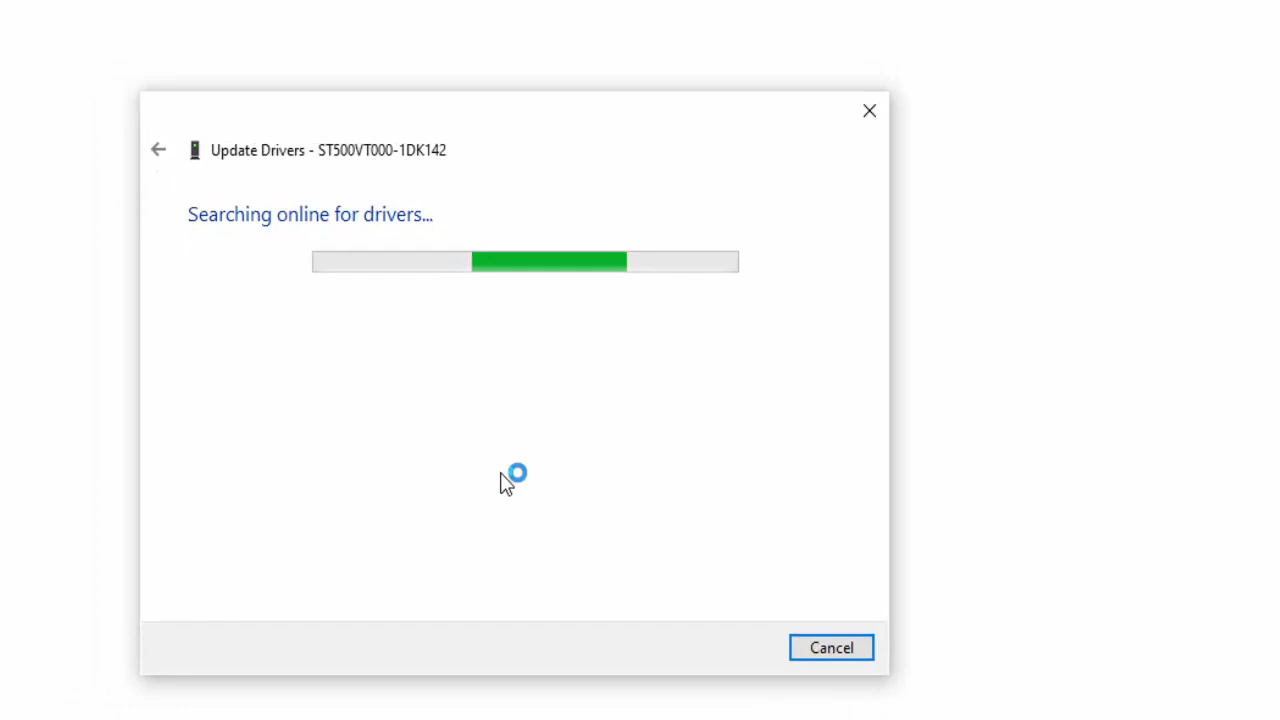 Update Drivers - ST500VT000-1DK142
Searching online for drivers...
Cancel